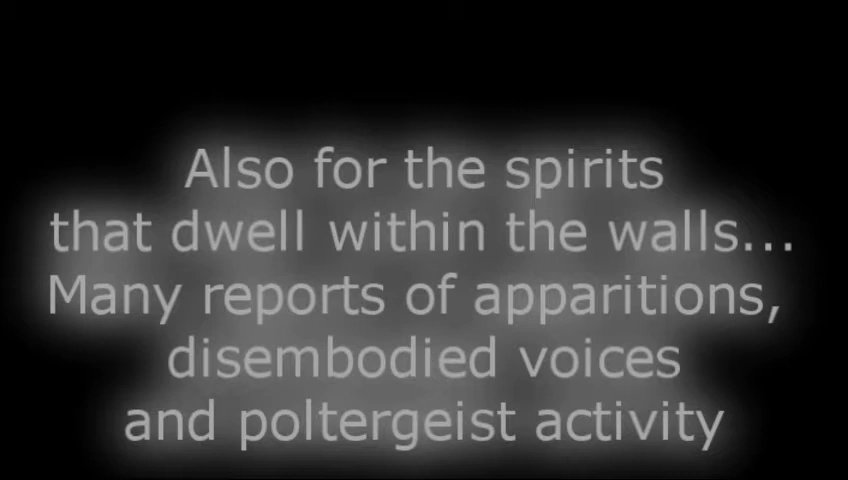 Also for the spirits
that dwell within the walls...
Many reports of apparitions,
disembodied voices
and poltergeist activity